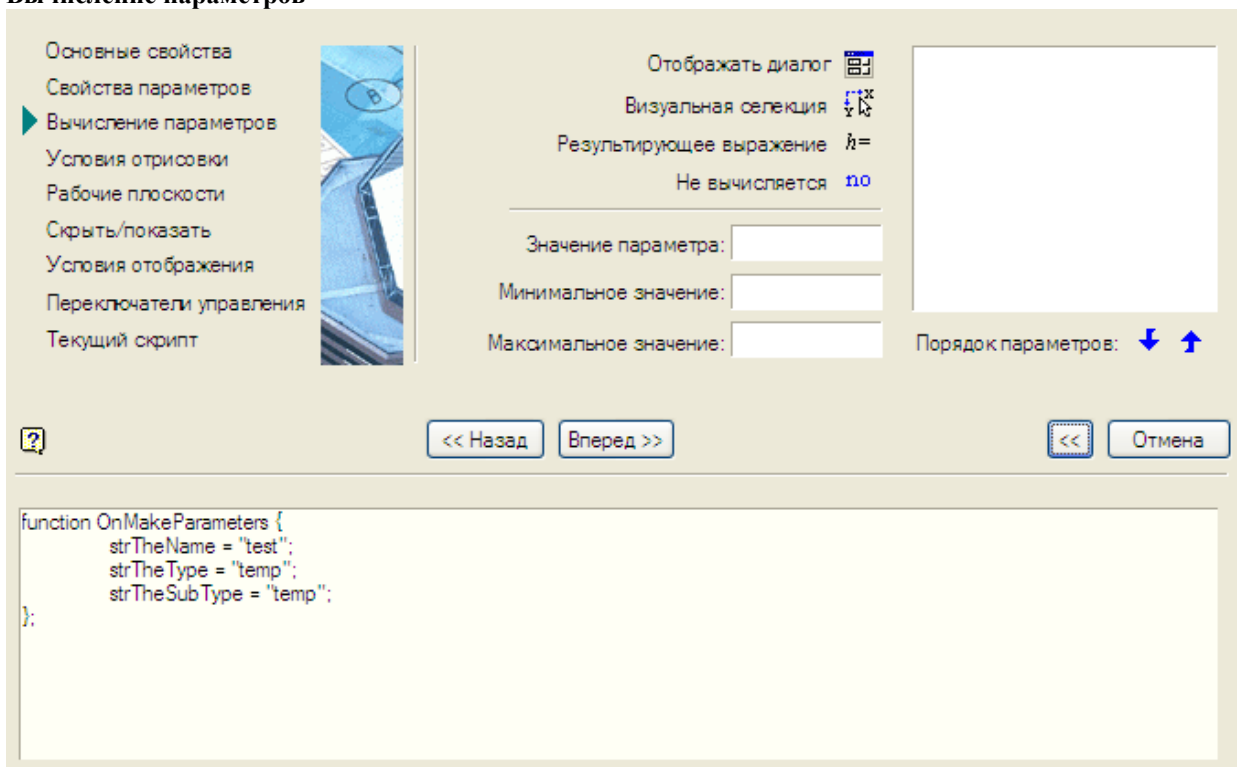 Вычисление параметров
Основные свойства
Свойства параметров
Вычисление параметров
Условия отрисовки
Рабочие плоскости
Скрыть/показать
Условия отображения
Переключатели управления
Текущий скрипт
В
Отображать диалог
Визуальная селекция
Результирующее выражение h=
Не вычисляется no
Значение параметра:
Минимальное значение:
Максимальное значение:
Порядок параметров:
?
<< Назад
Вперед >>
<<
Отмена
function OnMakeParameters {
strTheName = "test";
strTheType = "temp";
strTheSubType = "temp";
};